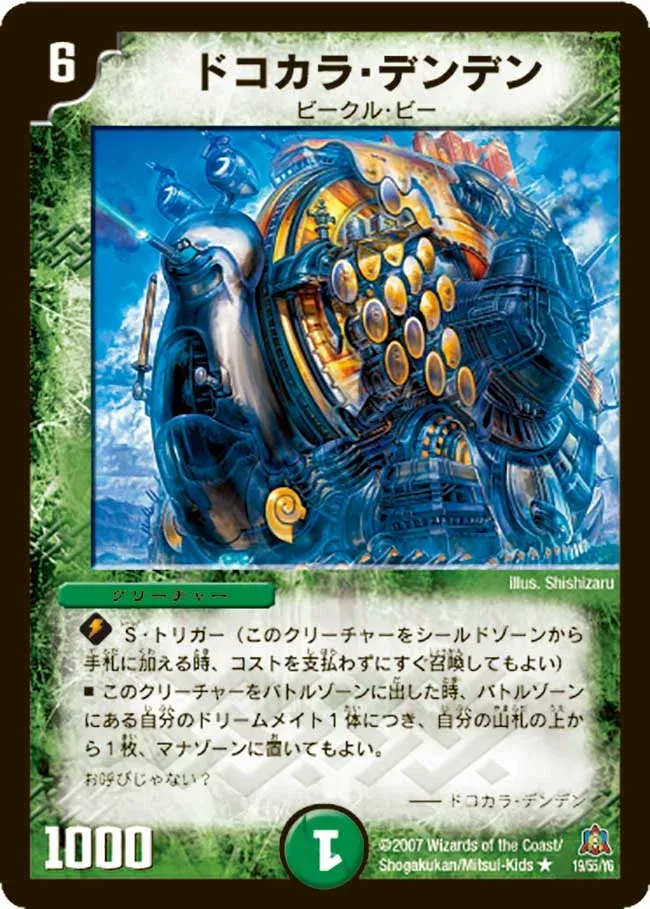 6
ドコカラ・デンデン
ビークル・ビー
illus. Shishizaru
クリーチャー
S・トリガー（このクリーチャーをシールドゾーンから
手札に加える時、コストを支払わずにすぐ召喚してもよい）
■ このクリーチャーをバトルゾーンに出した時、バトルゾーン
にある自分のドリームメイト1体につき、自分の山札の上か
ら1枚、マナゾーンに置いてもよい。
お呼びじゃない？
―― ドコカラ・デンデン
1000
1
©2007 Wizards of the Coast/
Shogakukan/Mitsui-Kids ★
19/55/Y6